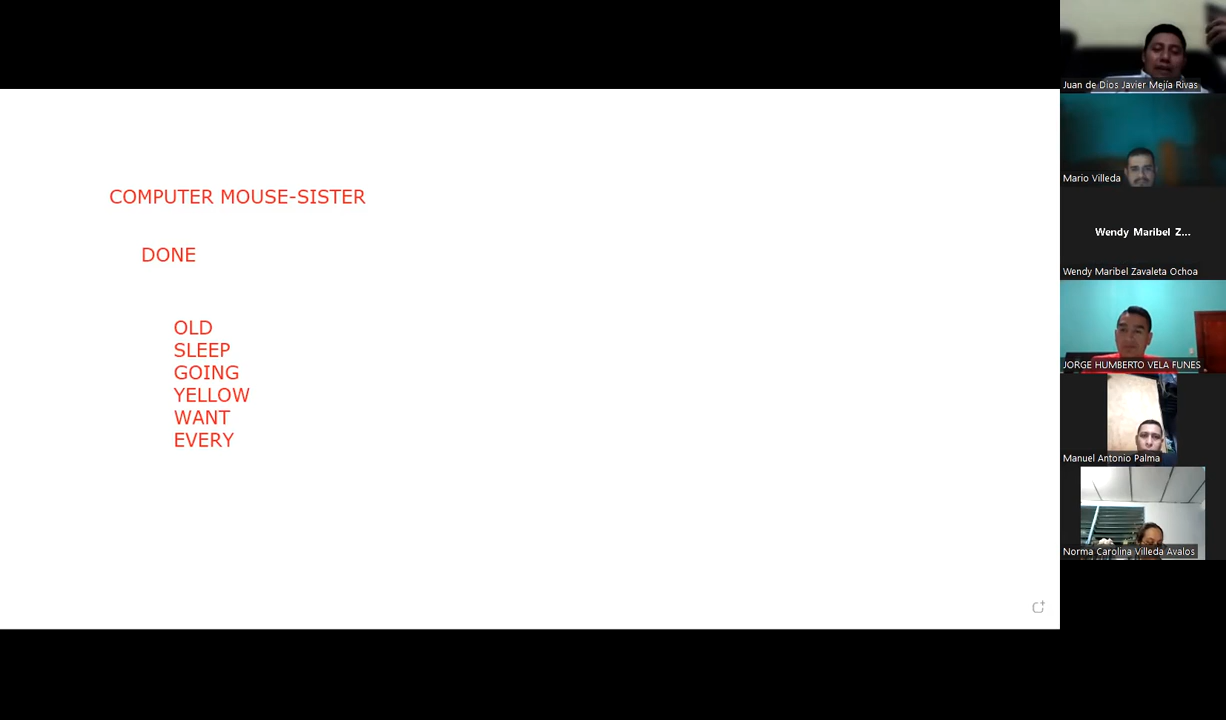 COMPUTER MOUSE-SISTER
DONE
OLD
SLEEP
GOING
YELLOW
WANT
EVERY
Juan de Dios Javier Mejía Rivas
Mario Villeda
Wendy Maribel Z...
Wendy Maribel Zavaleta Ochoa
JORGE HUMBERTO VELA FUNES
Manuel Antonio Palma
Norma Carolina Villeda Avalos